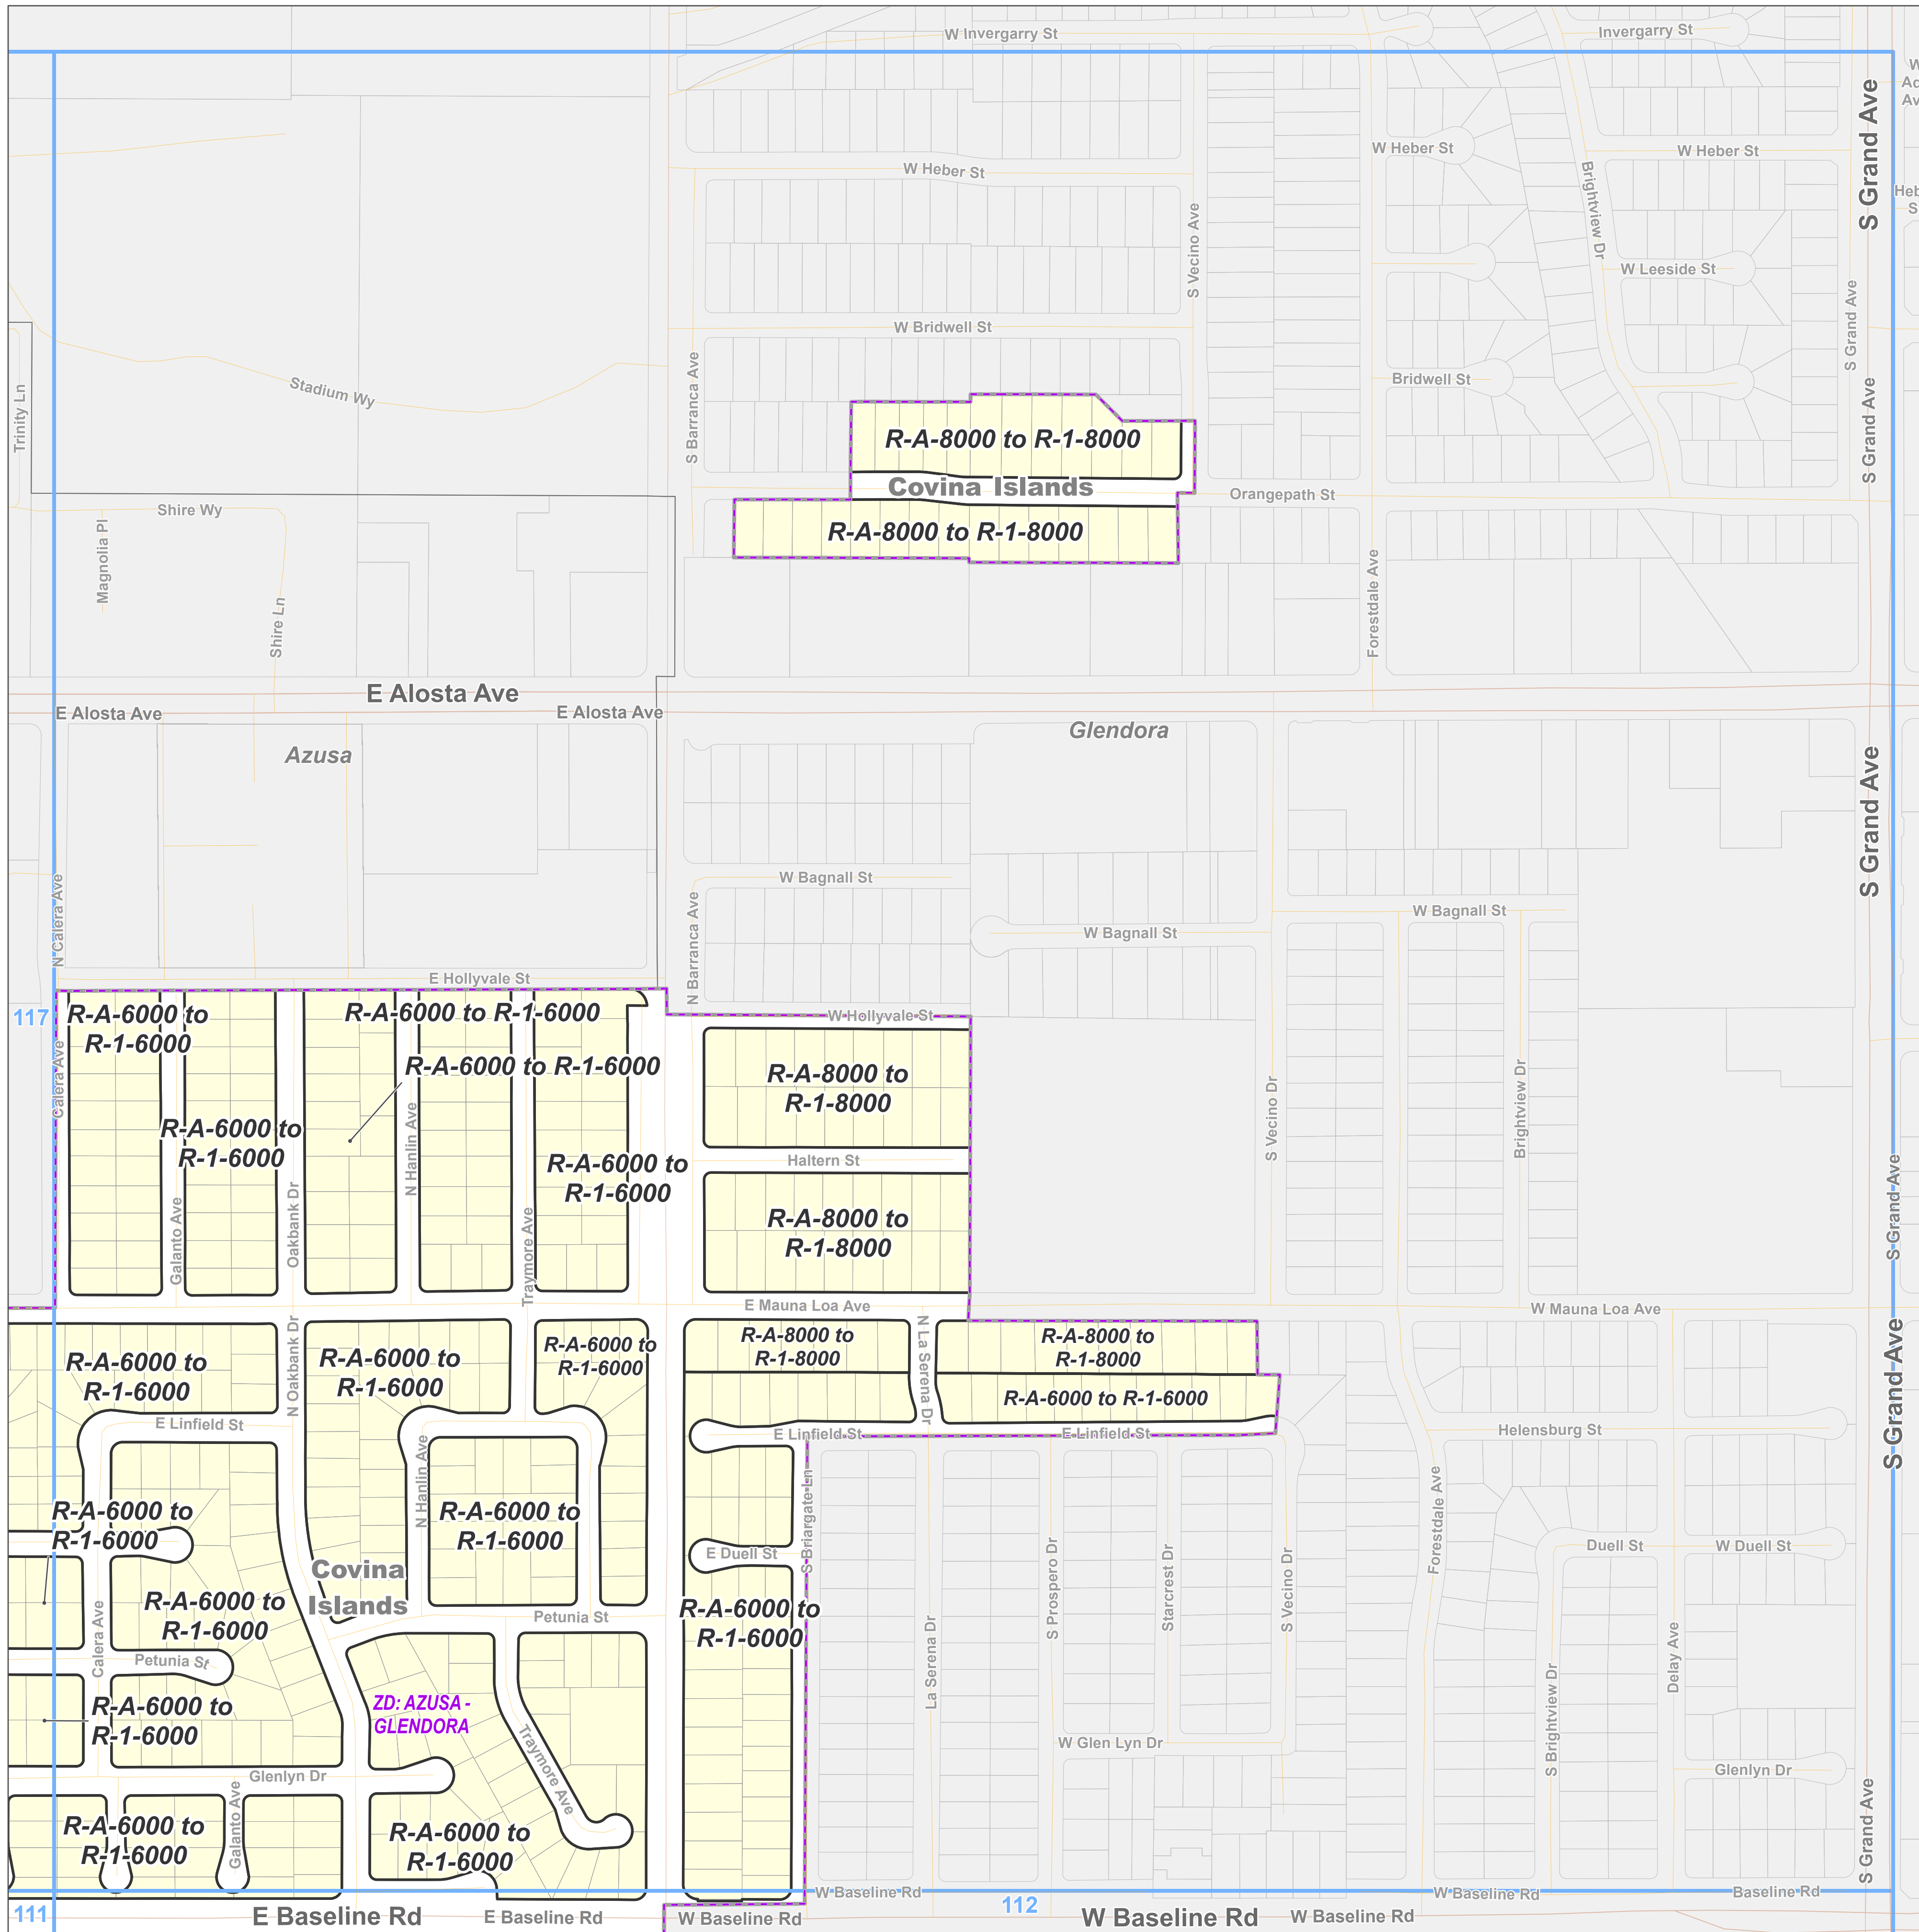 W Invergarry St
Invergarry St
S Grand Ave
W Heber St
W Heber St
W Heber St
Brightview Dr
S Vecino Ave
W Leeside St
S Grand Ave
W Bridwell St
Bridwell St
Stadium Wy
Trinity Ln
S Barranca Ave
S Grand Ave
R-A-8000 to R-1-8000
Covina Islands
Orangepath St
R-A-8000 to R-1-8000
Shire Wy
Magnolia Pl
Shire Ln
Forestdale Ave
E Alosta Ave
E Alosta Ave
E Alosta Ave
Azusa
Glendora
S Grand Ave
W Bagnall St
W Bagnall St
W Bagnall St
N Calera Ave
N Barranca Ave
E Hollyvale St
W Hollyvale St
117
R-A-6000 to
R-1-6000
R-A-6000 to R-1-6000
R-A-6000 to R-1-6000
R-A-8000 to
R-1-8000
Calera Ave
R-A-6000 to
R-1-6000
N Hanlin Ave
R-A-6000 to
R-1-6000
Haltern St
S Vecino Dr
Brightview Dr
R-A-8000 to
R-1-8000
Galanto Ave
Oakbank Dr
Traymore Ave
S Grand Ave
E Mauna Loa Ave
W Mauna Loa Ave
R-A-6000 to
R-1-6000
N Oakbank Dr
R-A-6000 to
R-1-6000
R-A-6000 to
R-1-6000
R-A-8000 to
R-1-8000
N La Serena Dr
R-A-8000 to
R-1-8000
R-A-6000 to R-1-6000
S Grand Ave
E Linfield St
E Linfield St
E Linfield St
Helensburg St
N Hanlin Ave
R-A-6000 to
R-1-6000
R-A-6000 to
R-1-6000
S Briargate Ln
E Duell St
Forestdale Ave
Duell St
W Duell St
Covina
Islands
R-A-6000 to
R-1-6000
Petunia St
R-A-6000 to
R-1-6000
S Prospero Dr
Starcrest Dr
S Vecino Dr
Calera Ave
Petunia St
La Serena Dr
Delay Ave
R-A-6000 to
R-1-6000
ZD: AZUSA -
GLENDORA
S Brightview Dr
W Glen Lyn Dr
Traymore Ave
Glenlyn Dr
Glenlyn Dr
Galanto Ave
R-A-6000 to
R-1-6000
R-A-6000 to
R-1-6000
S Grand Ave
W Baseline Rd
W Baseline Rd
Baseline Rd
111
112
E Baseline Rd
E Baseline Rd
W Baseline Rd
W Baseline Rd
W Baseline Rd